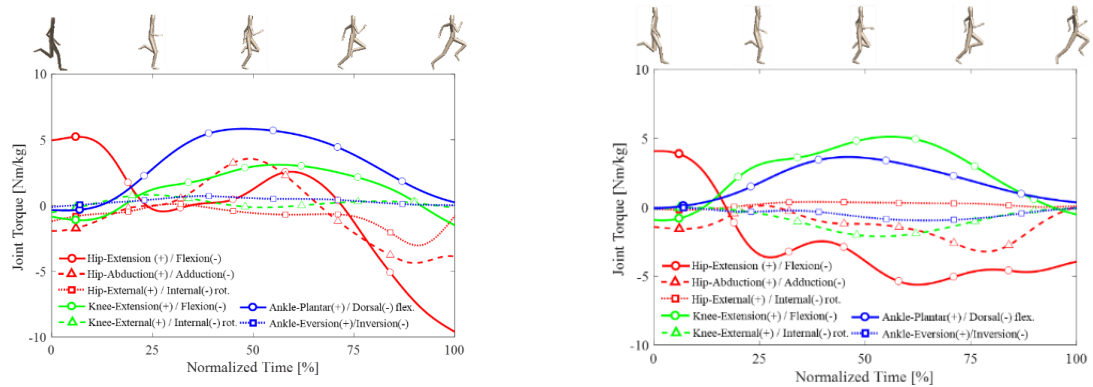 10
5
0
-5
-10
Joint Torque [Nm/kg]
Hip-Extension (+) / Flexion(-)
Hip-Abduction(+) / Adduction(-)
Hip-External(+) / Internal(-) rot.
Knee-Extension(+) / Flexion(-)
Knee-External(+) / Internal(-) rot.
Ankle-Plantar(+) / Dorsal(-) flex.
Ankle-Eversion(+)/Inversion(-)
0 25 50 75 100
Normalized Time [%]
10
5
0
-5
-10
Joint Torque [Nm/kg]
Hip-Extension (+) / Flexion(-)
Hip-Abduction(+) / Adduction(-)
Hip-External(+) / Internal(-) rot.
Knee-Extension(+) / Flexion(-)
Knee-External(+) / Internal(-) rot.
Ankle-Plantar(+) / Dorsal(-) flex.
Ankle-Eversion(+)/Inversion(-)
0 25 50 75 100
Normalized Time [%]